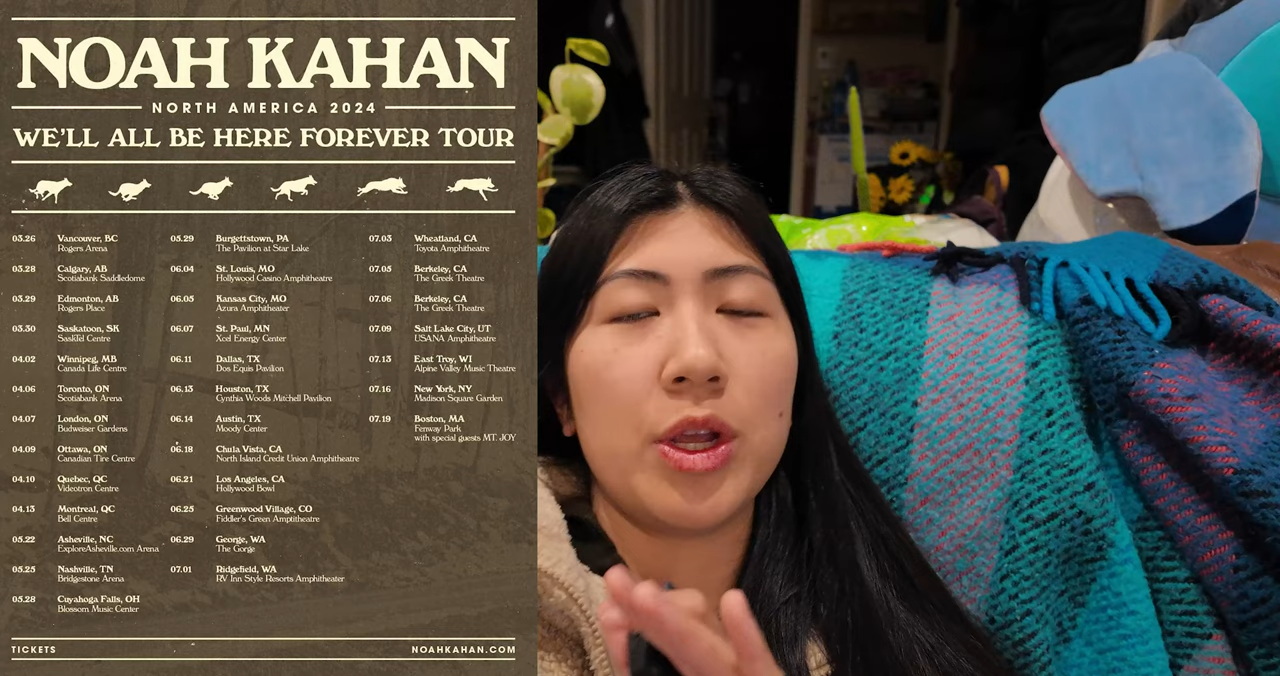 NOAH KAHAN
NORTH AMERICA 2024
WE'LL ALL BE HERE FOREVER TOUR
03.26 Vancouver, BC
Rogers Arena
03.28 Calgary, AB
Scotiabank Saddledome
03.29 Edmonton, AB
Rogers Place
03.30 Saskatoon, SK
SaskTel Centre
04.02 Winnipeg, MB
Canada Life Centre
04.06 Toronto, ON
Scotiabank Arena
04.07 London, ON
Budweiser Gardens
04.09 Ottawa, ON
Canadian Tire Centre
04.10 Quebec, QC
Videotron Centre
04.13 Montreal, QC
Bell Centre
05.22 Asheville, NC
ExploreAsheville.com Arena
05.25 Nashville, TN
Bridgestone Arena
05.28 Cuyahoga Falls, OH
Blossom Music Center
05.29 Burgettstown, PA
The Pavilion at Star Lake
06.04 St. Louis, MO
Hollywood Casino Amphitheatre
06.05 Kansas City, MO
Azura Amphitheater
06.07 St. Paul, MN
Xcel Energy Center
06.11 Dallas, TX
Dos Equis Pavilion
06.13 Houston, TX
Cynthia Woods Mitchell Pavilion
06.14 Austin, TX
Moody Center
06.18 Chula Vista, CA
North Island Credit Union Amphitheatre
06.21 Los Angeles, CA
Hollywood Bowl
06.25 Greenwood Village, CO
Fiddler's Green Amptitheatre
06.29 George, WA
The Gorge
07.01 Ridgefield, WA
RV Inn Style Resorts Amphitheater
07.03 Wheatland, CA
Toyota Amphitheatre
07.05 Berkeley, CA
The Greek Theatre
07.06 Berkeley, CA
The Greek Theatre
07.09 Salt Lake City, UT
USANA Amphitheatre
07.13 East Troy, WI
Alpine Valley Music Theatre
07.16 New York, NY
Madison Square Garden
07.19 Boston, MA
Fenway Park
with special guests MT. JOY
TICKETS
NOAHKAHAN.COM